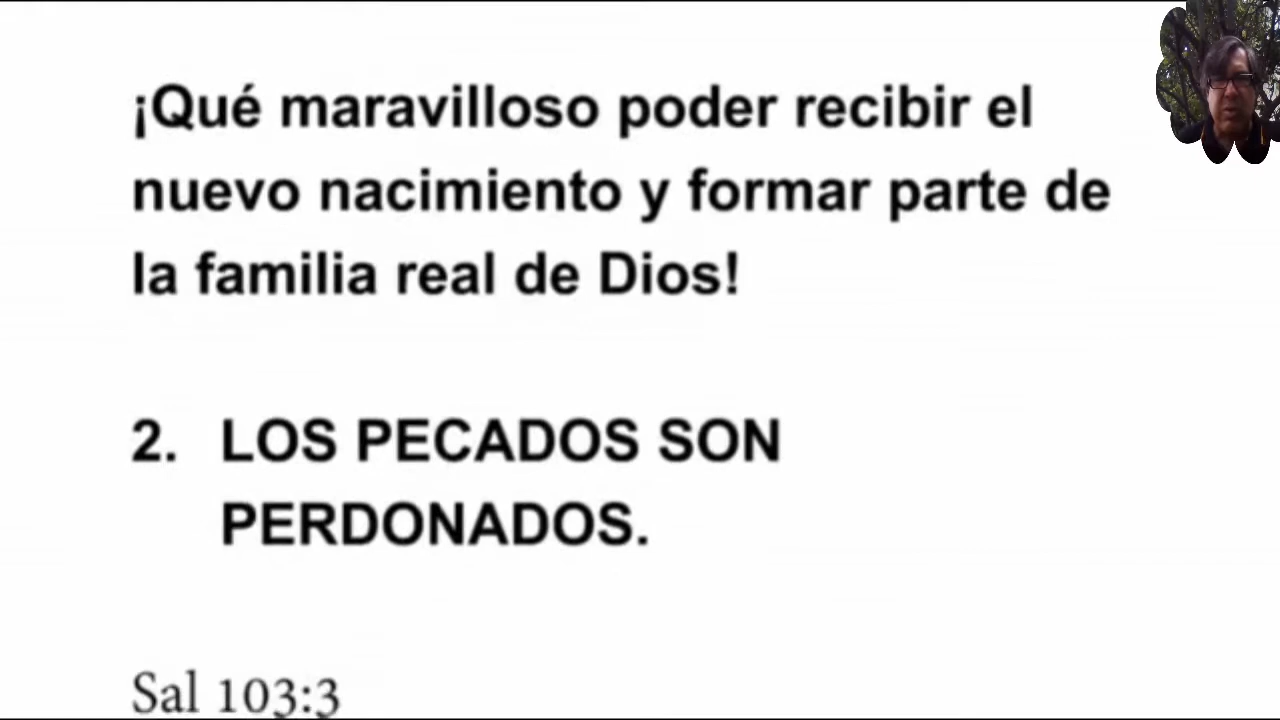 ¡Qué maravilloso poder recibir el
nuevo nacimiento y formar parte de
la familia real de Dios!
2. LOS PECADOS SON
PERDONADOS.
Sal 103:3